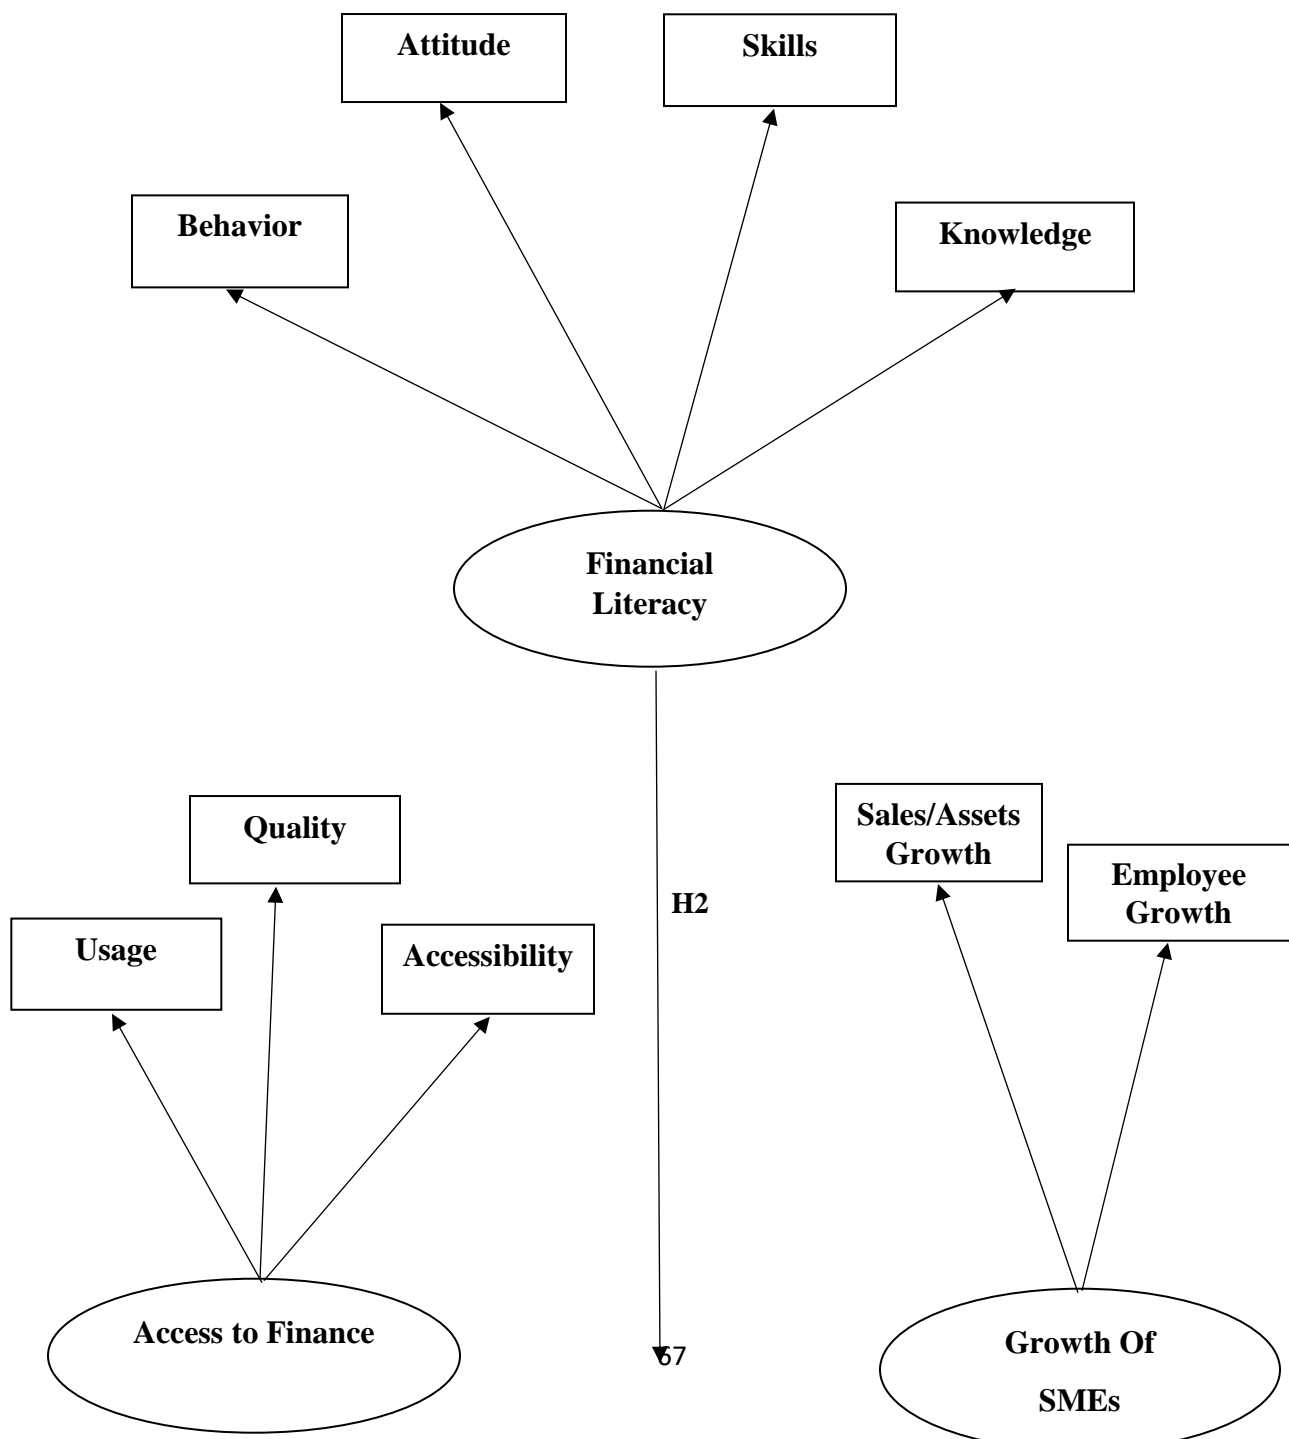 Attitude
Skills
Behavior
Knowledge
Financial
Literacy
Quality
Sales/Assets
Growth
Employee
Growth
H2
Usage
Accessibility
Access to Finance
Growth Of
SMEs
67